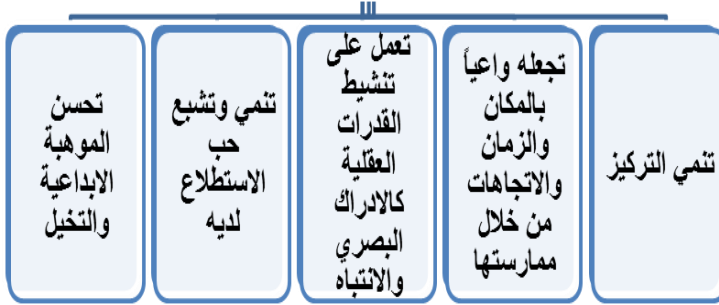 تنمي التركيز
تجعله واعياً
بالمكان
والزمان
والاتجاهات
من خلال
ممارستها
تعمل على
تنشيط
القدرات
العقلية
كالادراك
البصري
والانتباه
تنمي وتشبع
حب
الاستطلاع
لديه
تحسن
الموهبة
الابداعية
والتخيل